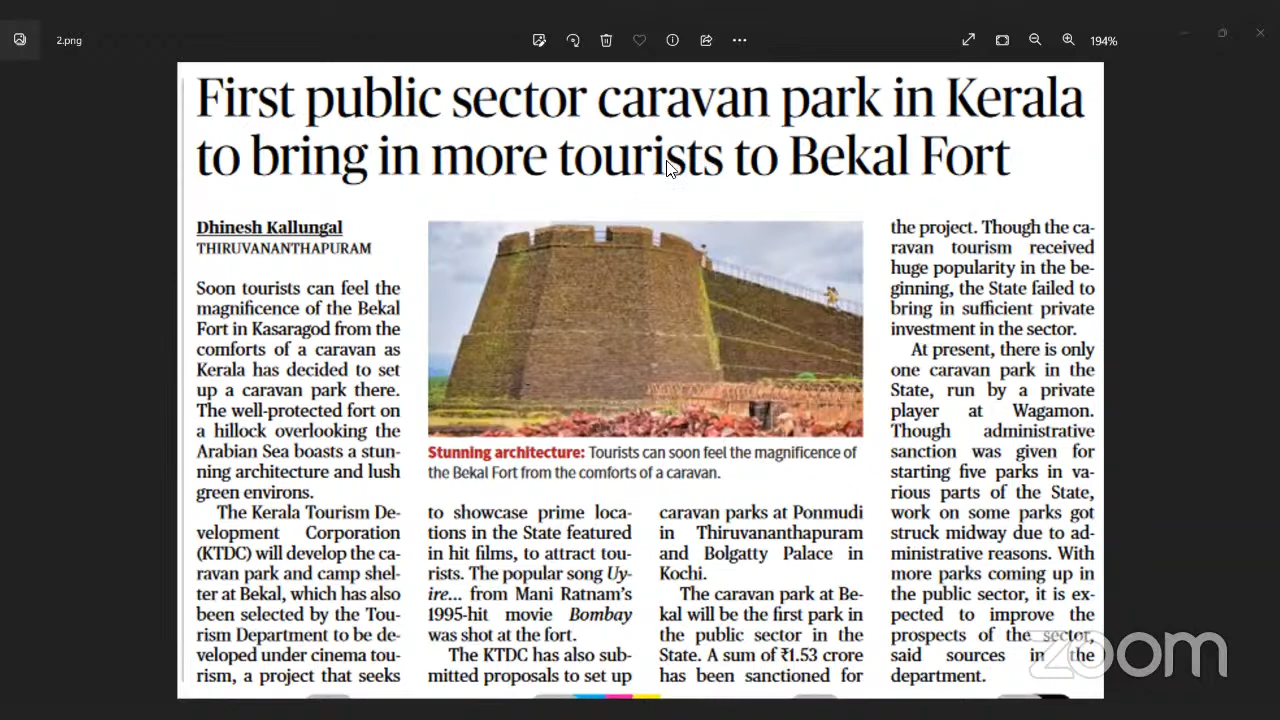 2.png
194%
First public sector caravan park in Kerala
to bring in more tourists to Bekal Fort
Dhinesh Kallungal
THIRUVANANTHAPURAM
Soon tourists can feel the
magnificence of the Bekal
Fort in Kasaragod from the
comforts of a caravan as
Kerala has decided to set
up a caravan park there.
The well-protected fort on
a hillock overlooking the
Arabian Sea boasts a stun-
ning architecture and lush
green environs.
The Kerala Tourism De-
velopment Corporation
(KTDC) will develop the ca-
ravan park and camp shel-
ter at Bekal, which has also
been selected by the Tou-
rism Department to be de-
veloped under cinema tou-
rism, a project that seeks
Stunning architecture: Tourists can soon feel the magnificence of
the Bekal Fort from the comforts of a caravan.
to showcase prime loca-
tions in the State featured
in hit films, to attract tou-
rists. The popular song Uy-
ire... from Mani Ratnam's
1995-hit movie Bombay
was shot at the fort.
The KTDC has also sub-
mitted proposals to set up
caravan parks at Ponmudi
in Thiruvananthapuram
and Bolgatty Palace in
Kochi.
The caravan park at Be-
kal will be the first park in
the public sector in the
State. A sum of ₹1.53 crore
has been sanctioned for
the project. Though the ca-
ravan tourism received
huge popularity in the be-
ginning, the State failed to
bring in sufficient private
investment in the sector.
At present, there is only
one caravan park in the
State, run by a private
player at Wagamon.
Though administrative
sanction was given for
starting five parks in va-
rious parts of the State,
work on some parks got
struck midway due to ad-
ministrative reasons. With
more parks coming up in
the public sector, it is ex-
pected to improve the
prospects of the sector,
said sources in the
department.
zoom